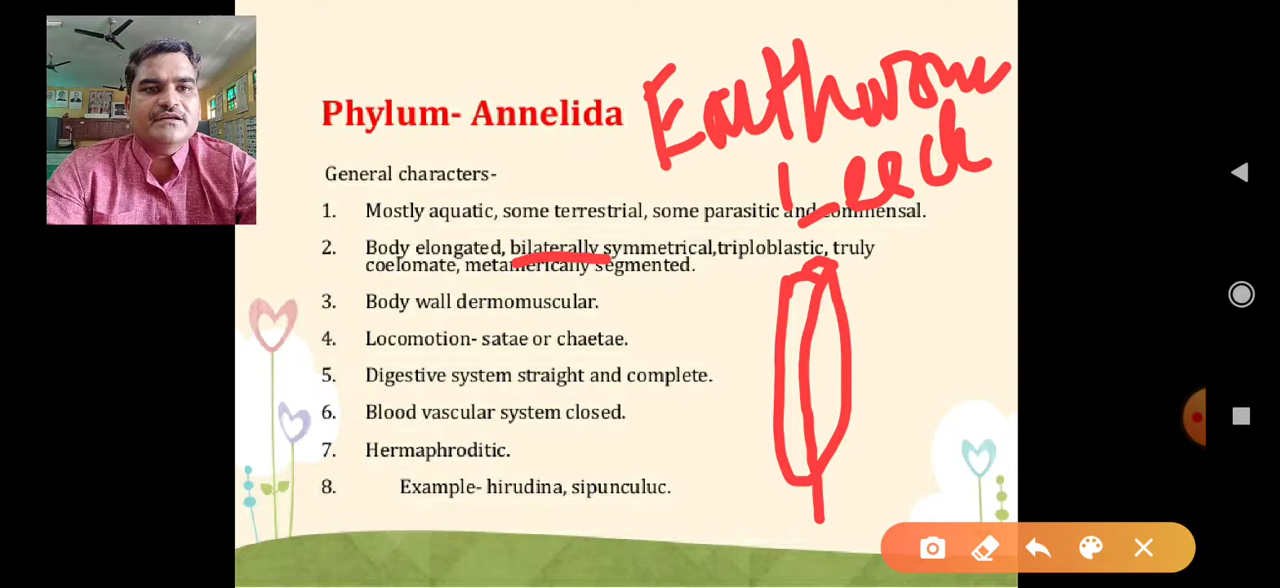 Earthworm
Leech
Phylum- Annelida
General characters-
1. Mostly aquatic, some terrestrial, some parasitic and commensal.
2. Body elongated, bilaterally symmetrical,triploblastic, truly
coelomate, metamerically segmented.
3. Body wall dermomuscular.
4. Locomotion- satae or chaetae.
5. Digestive system straight and complete.
6. Blood vascular system closed.
7. Hermaphroditic.
8. Example- hirudina, sipunculuc.